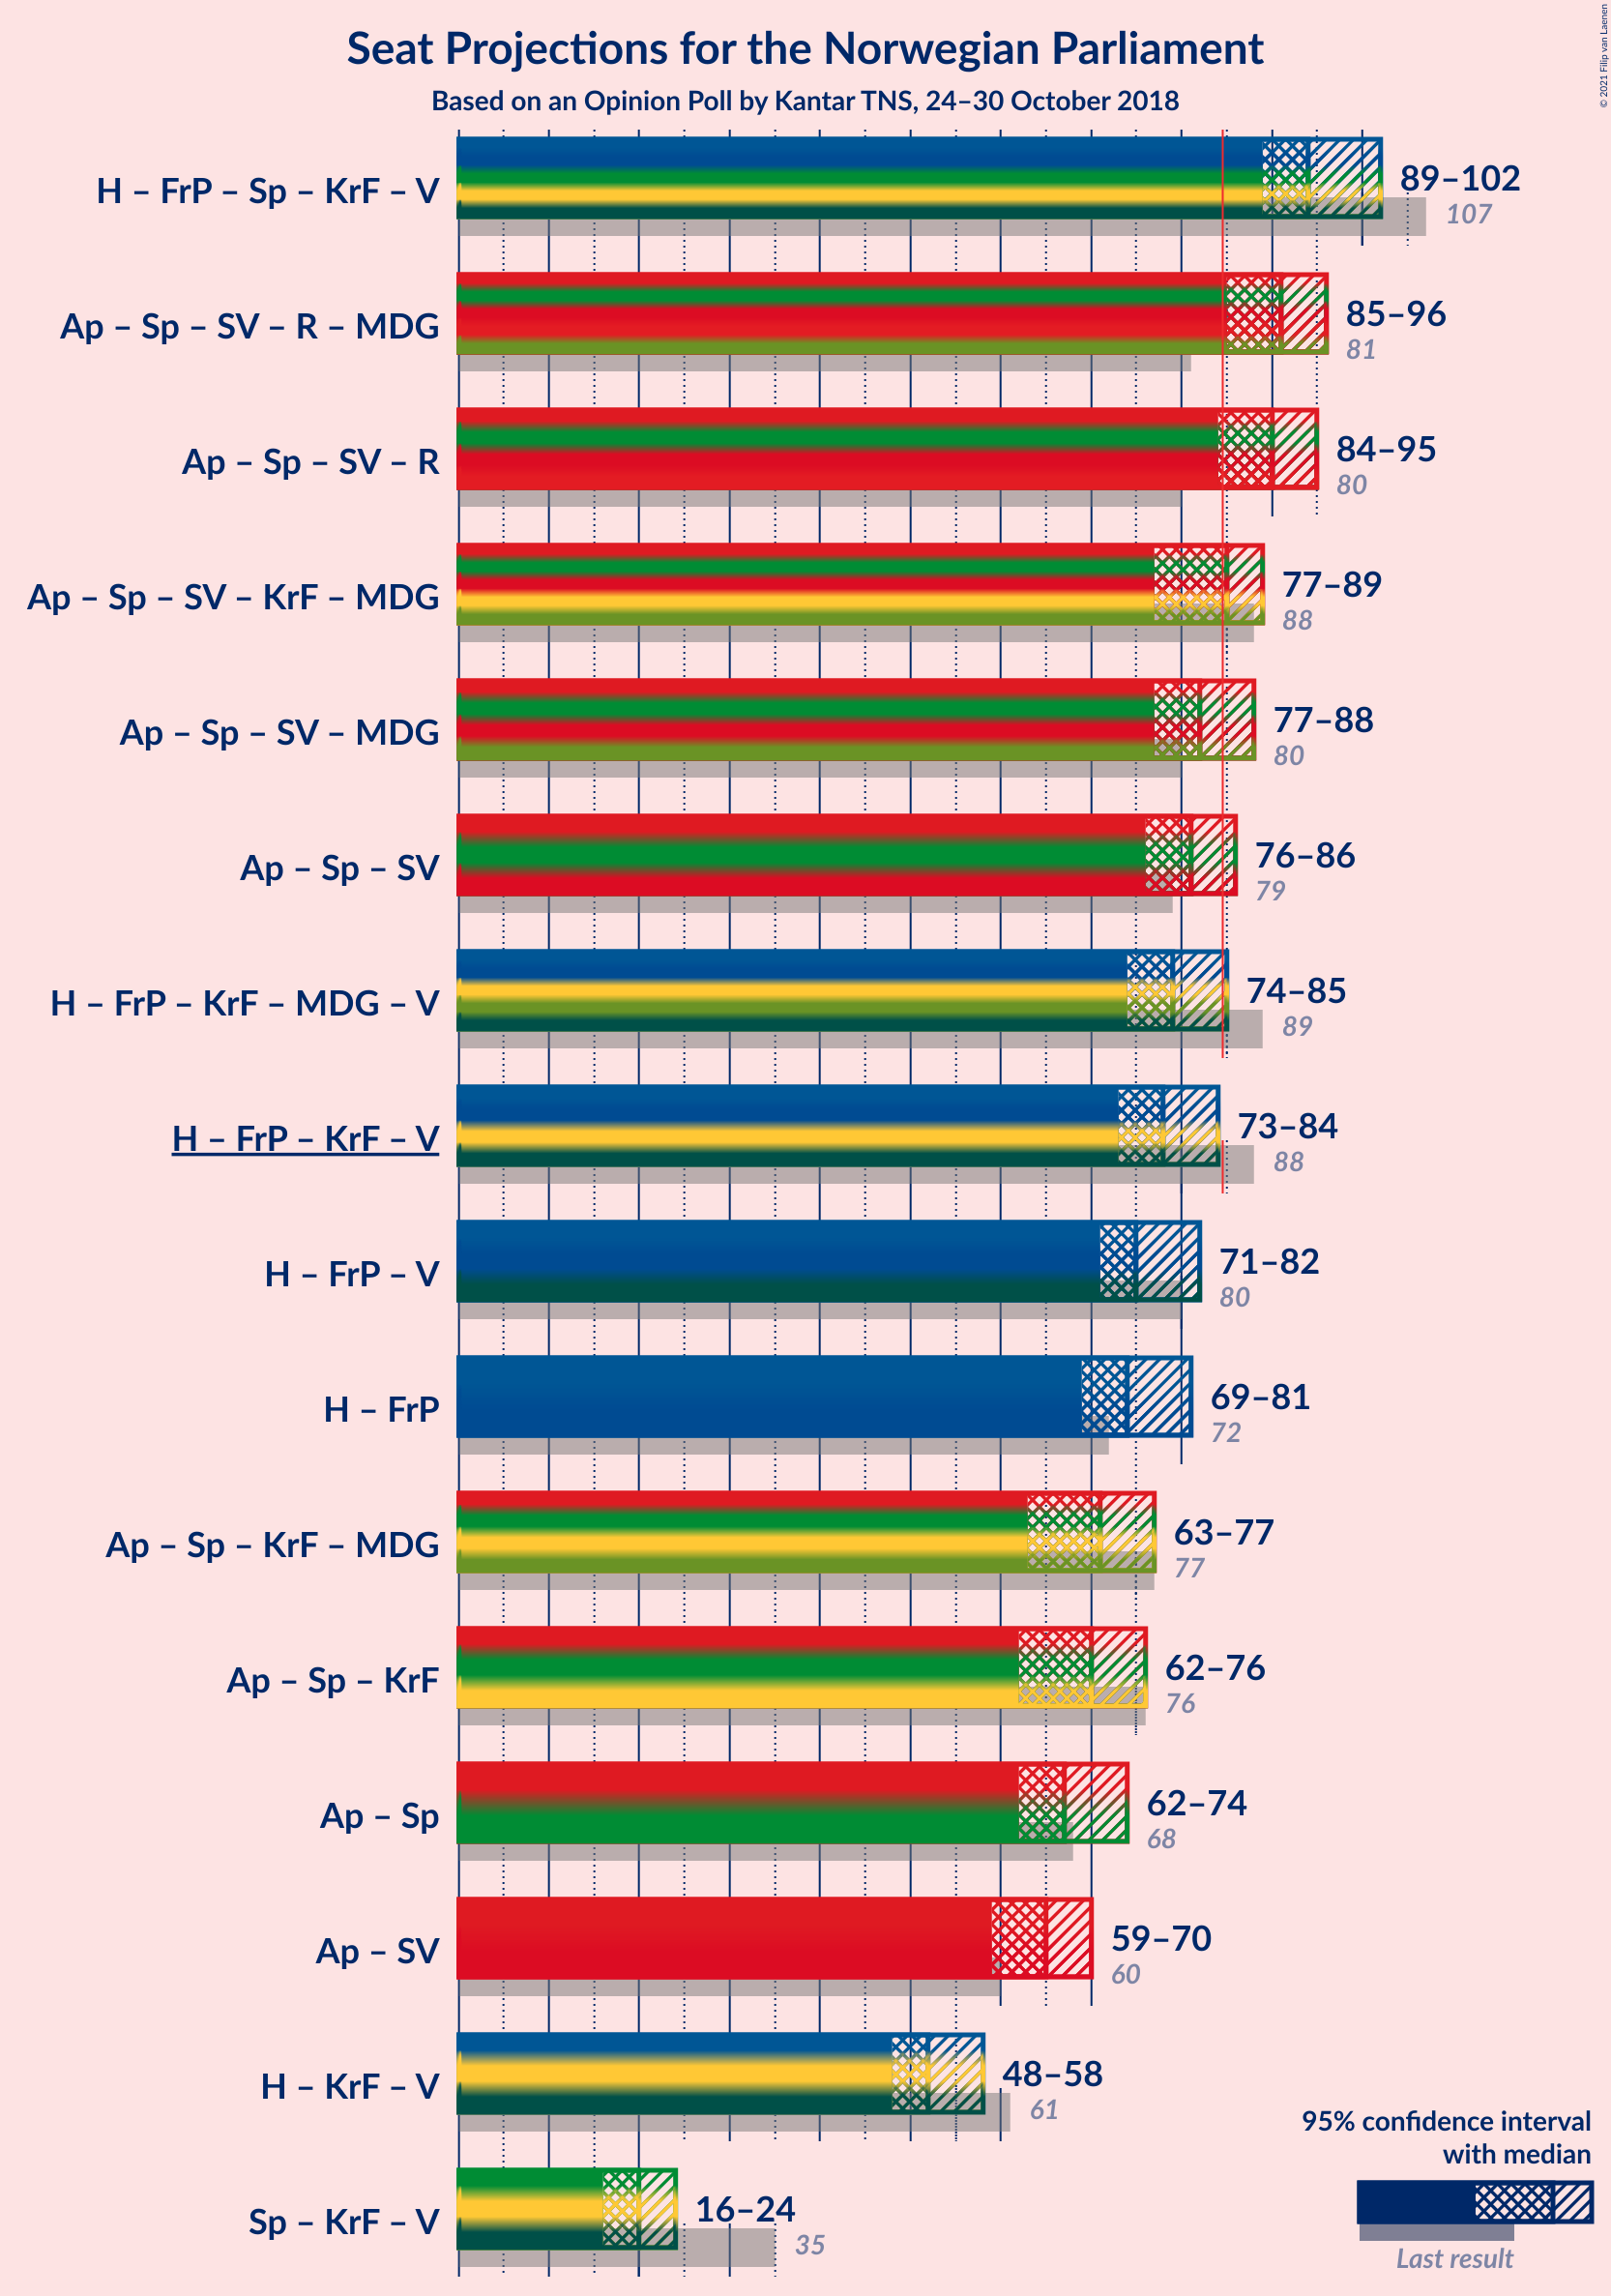 Seat Projections for the Norwegian Parliament
Based on an Opinion Poll by Kantar TNS, 24–30 October 2018
© 2021 Filip van Laenen
H – FrP – Sp – KrF – V
89–102
107
Ap – Sp – SV – R – MDG
85–96
81
Ap – Sp – SV – R
84–95
80
Ap – Sp – SV – KrF – MDG
77–89
88
Ap – Sp – SV – MDG
77–88
80
Ap – Sp – SV
76–86
79
H – FrP – KrF – MDG – V
74–85
89
H – FrP – KrF – V
73–84
88
H – FrP – V
71–82
80
H – FrP
69–81
72
Ap – Sp – KrF – MDG
63–77
77
Ap – Sp – KrF
62–76
76
Ap – Sp
62–74
68
Ap – SV
59–70
60
H – KrF – V
48–58
61
Sp – KrF – V
16–24
35
95% confidence interval
with median
Last result